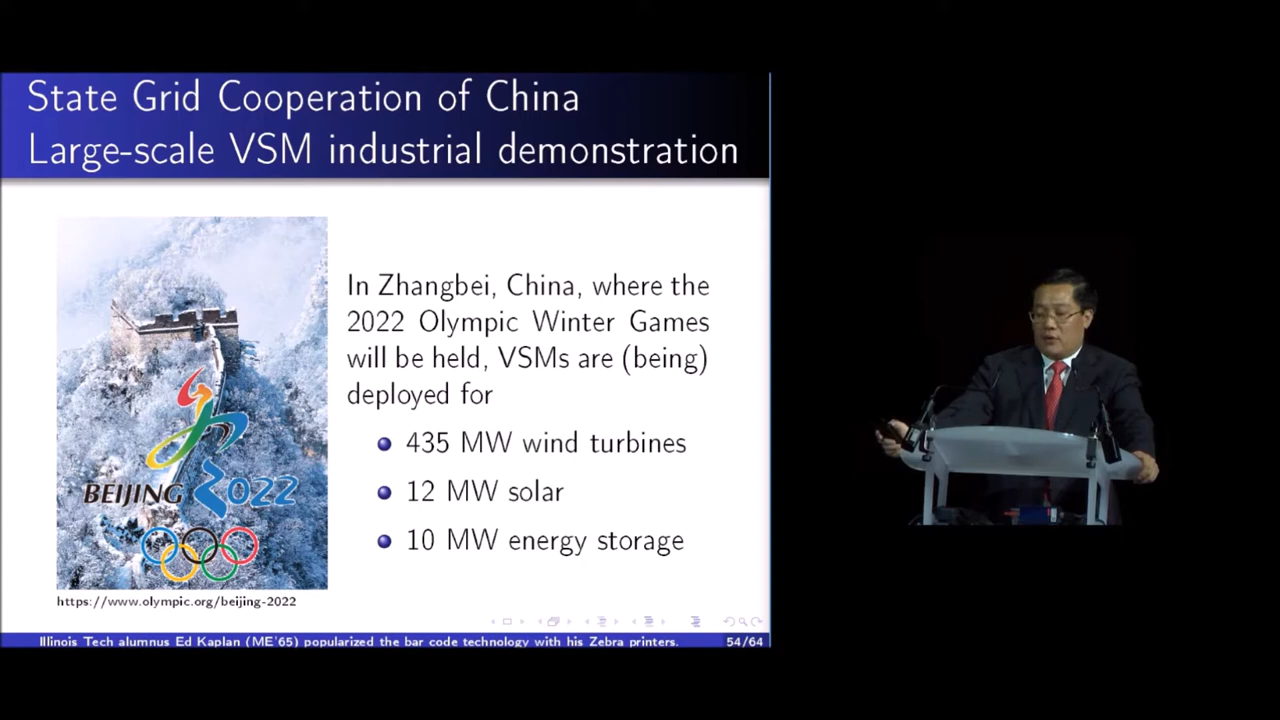 State Grid Cooperation of China
Large-scale VSM industrial demonstration
In Zhangbei, China, where the
2022 Olympic Winter Games
will be held, VSMs are (being)
deployed for
435 MW wind turbines
12 MW solar
10 MW energy storage
BEIJING 2022
https://www.olympic.org/beijing-2022
Illinois Tech alumnus Ed Kaplan (ME'65) popularized the bar code technology with his Zebra printers.
54/64